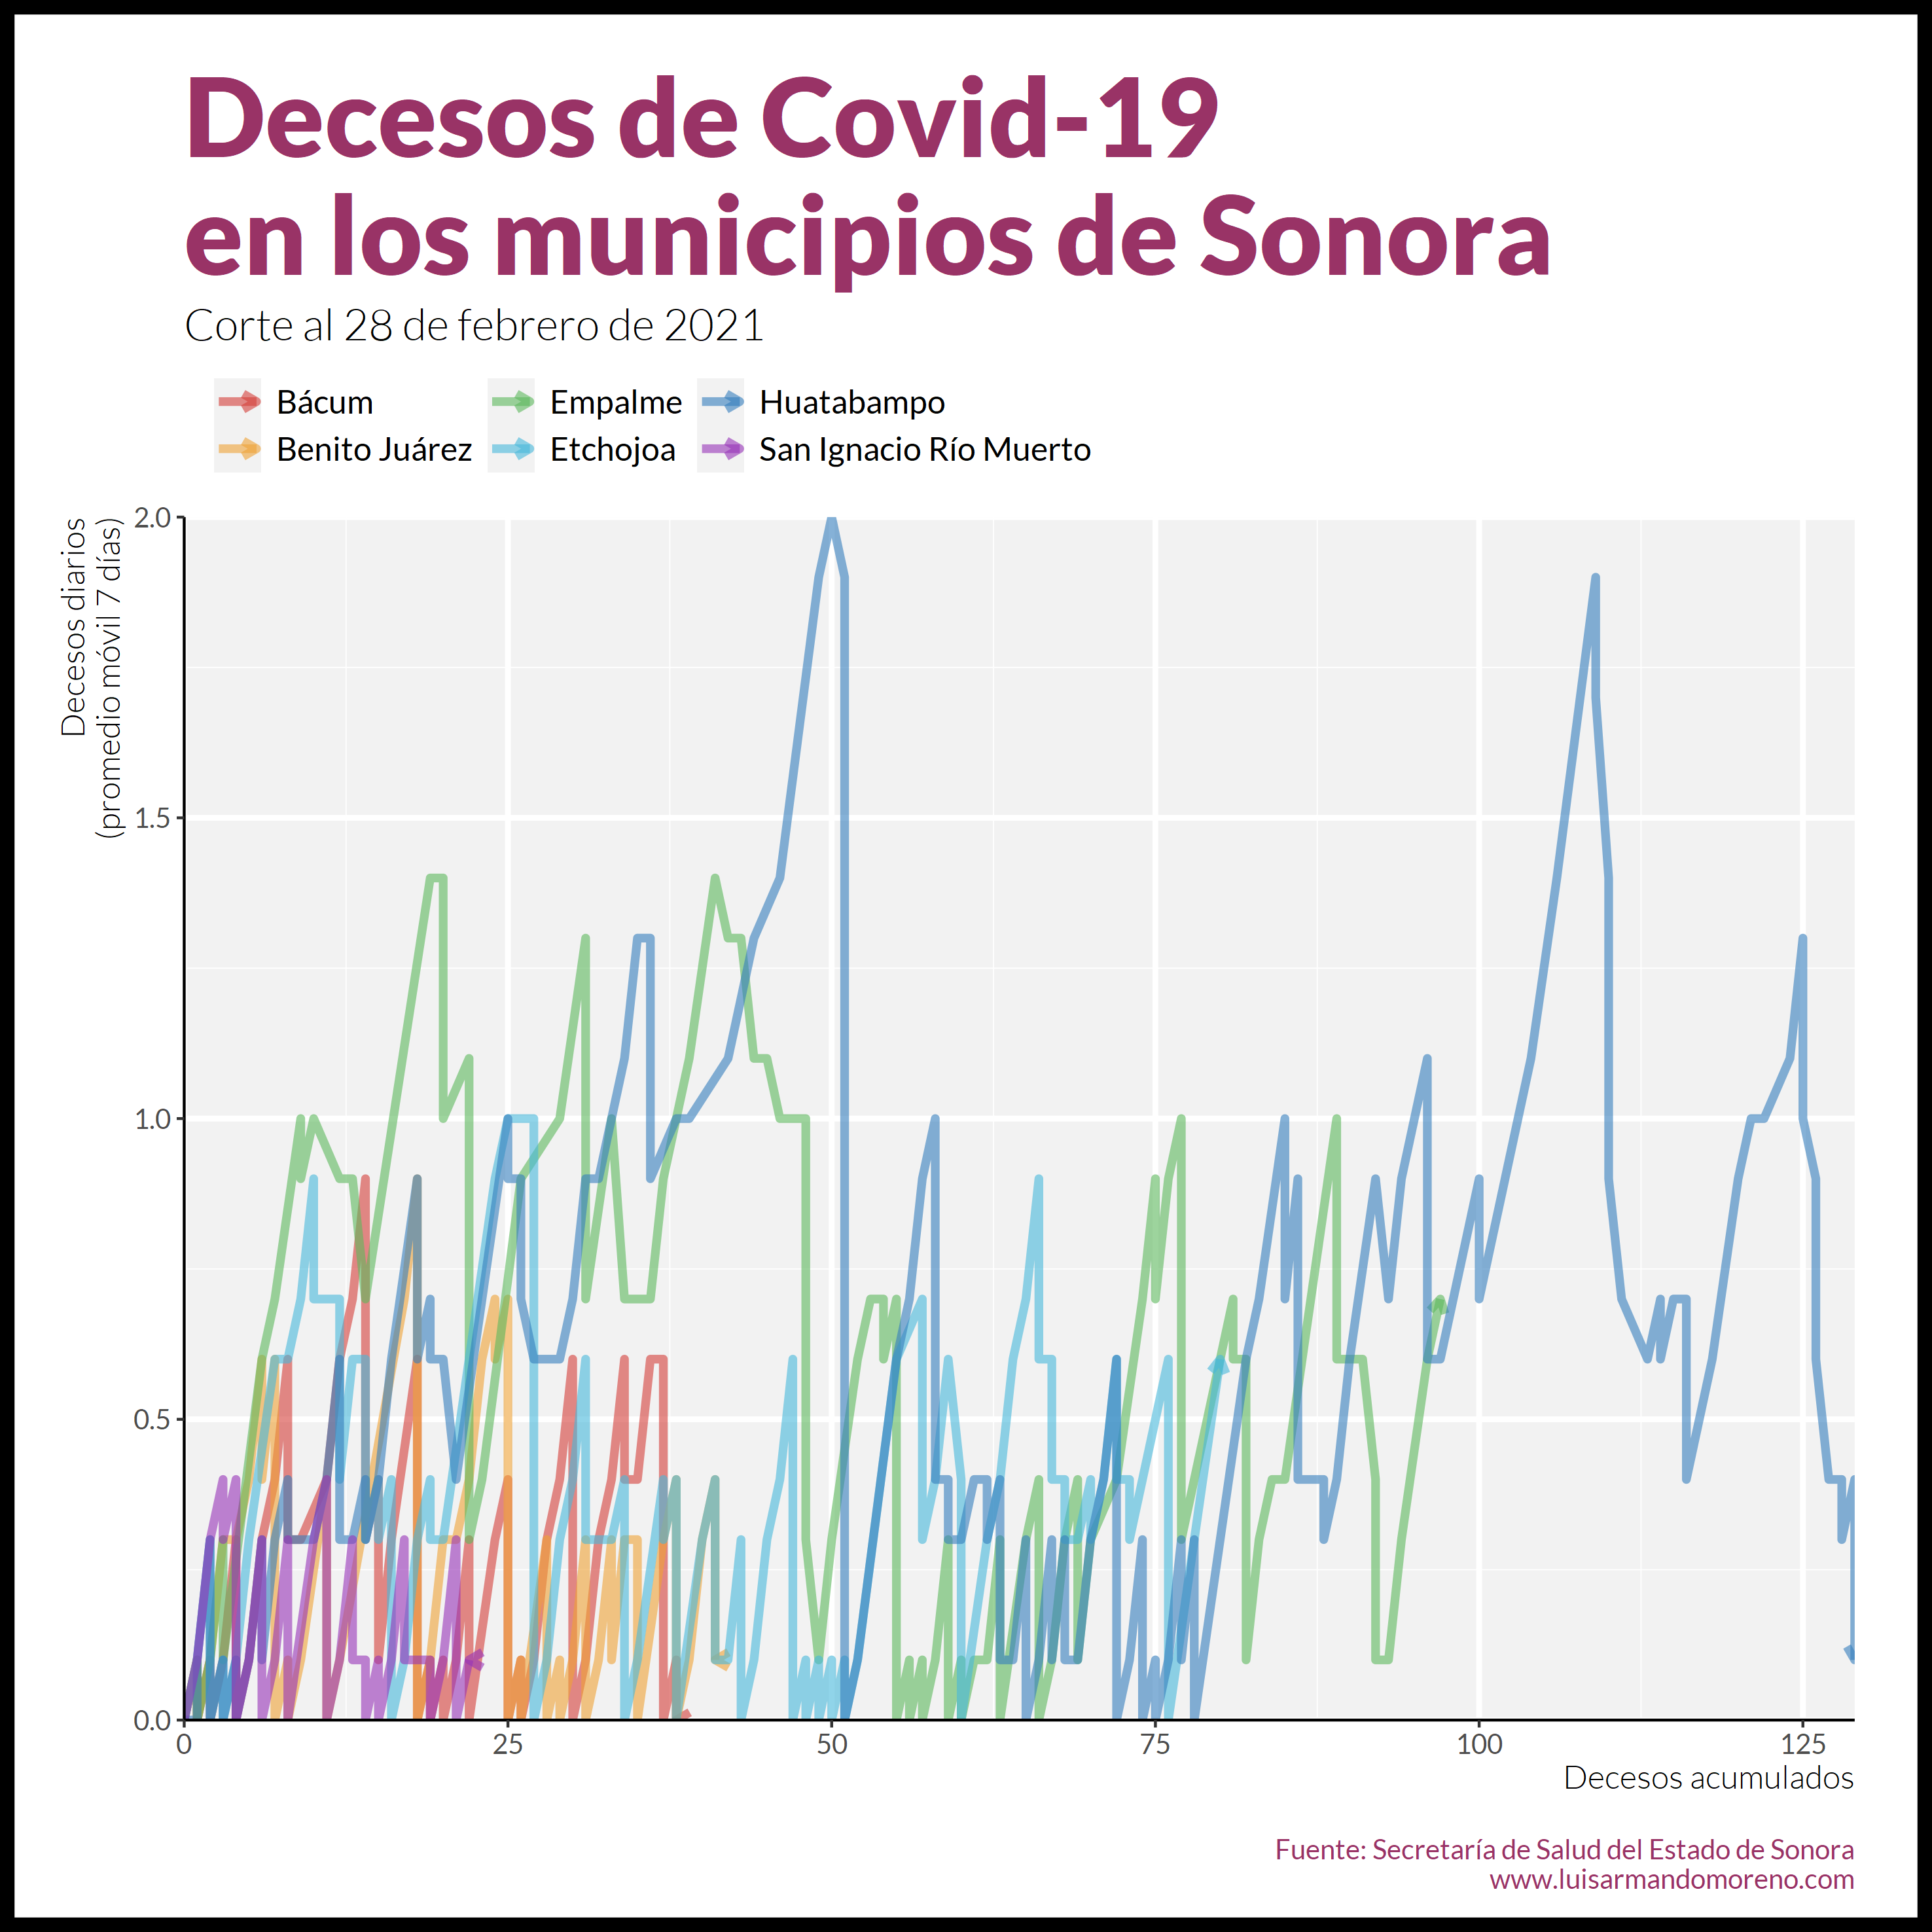 Decesos de Covid-19
en los municipios de Sonora
Corte al 28 de febrero de 2021
Bácum
Empalme
Huatabampo
Benito Juárez
Etchojoa
San Ignacio Río Muerto
Decesos diarios
(promedio móvil 7 días)
2.0
1.5
1.0
0.5
0.0
0
25
50
75
100
125
Decesos acumulados
Fuente: Secretaría de Salud del Estado de Sonora
www.luisarmandomoreno.com